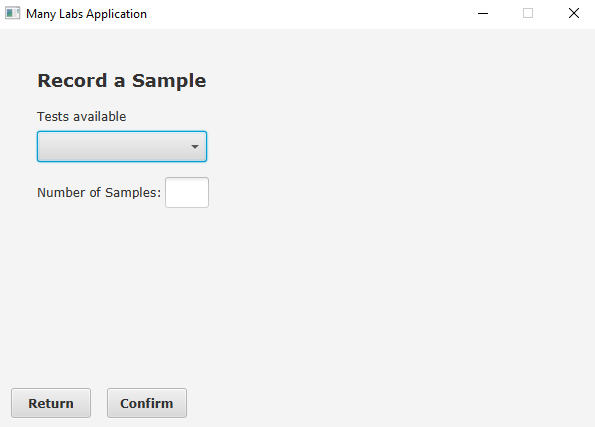 Many Labs Application
Record a Sample
Tests available
Number of Samples:
Return Confirm